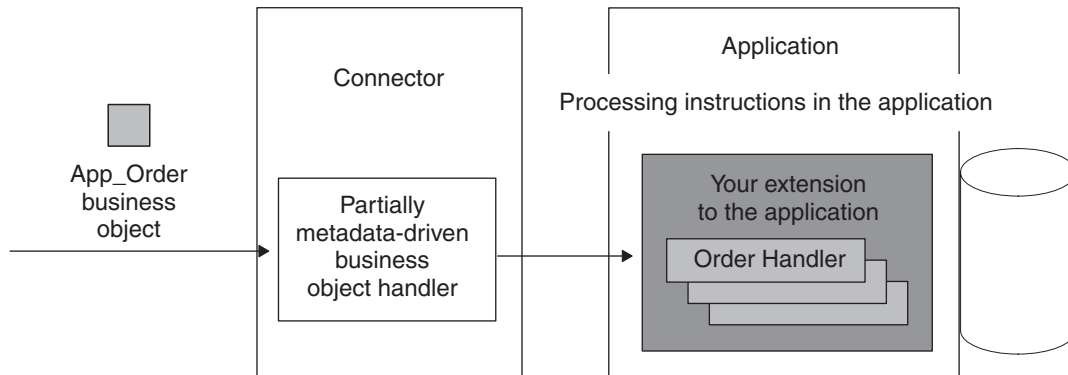 App_Order
business
object
Connector
Partially
metadata-driven
business
object handler
Application
Processing instructions in the application
Your extension
to the application
Order Handler